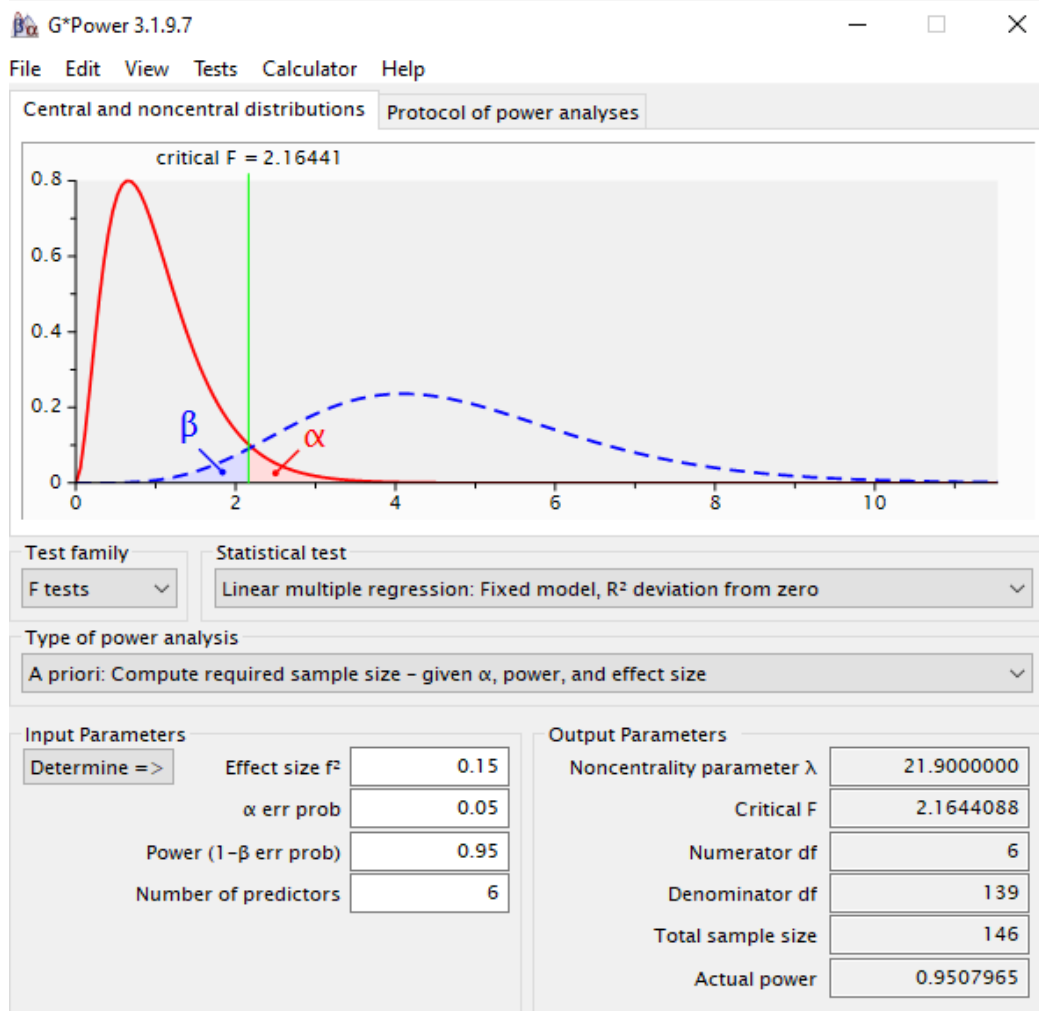 G*Power 3.1.9.7
File Edit View Tests Calculator Help
Central and noncentral distributions Protocol of power analyses
critical F = 2.16441
0.8
0.6
0.4
0.2
0
β
α
0 2 4 6 8 10
Test family Statistical test
F tests Linear multiple regression: Fixed model, R² deviation from zero
Type of power analysis
A priori: Compute required sample size - given α, power, and effect size
Input Parameters Output Parameters
Determine => Effect size f² 0.15 Noncentrality parameter λ 21.9000000
α err prob 0.05 Critical F 2.1644088
Power (1-β err prob) 0.95 Numerator df 6
Number of predictors 6 Denominator df 139
Total sample size 146
Actual power 0.9507965